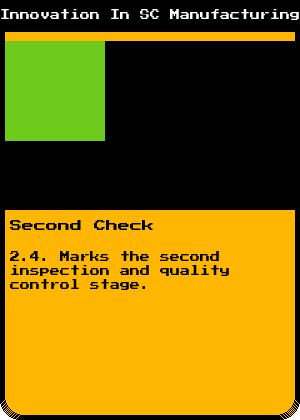 Innovation In SC Manufacturing
Second Check
2.4. Marks the second
inspection and quality
control stage.